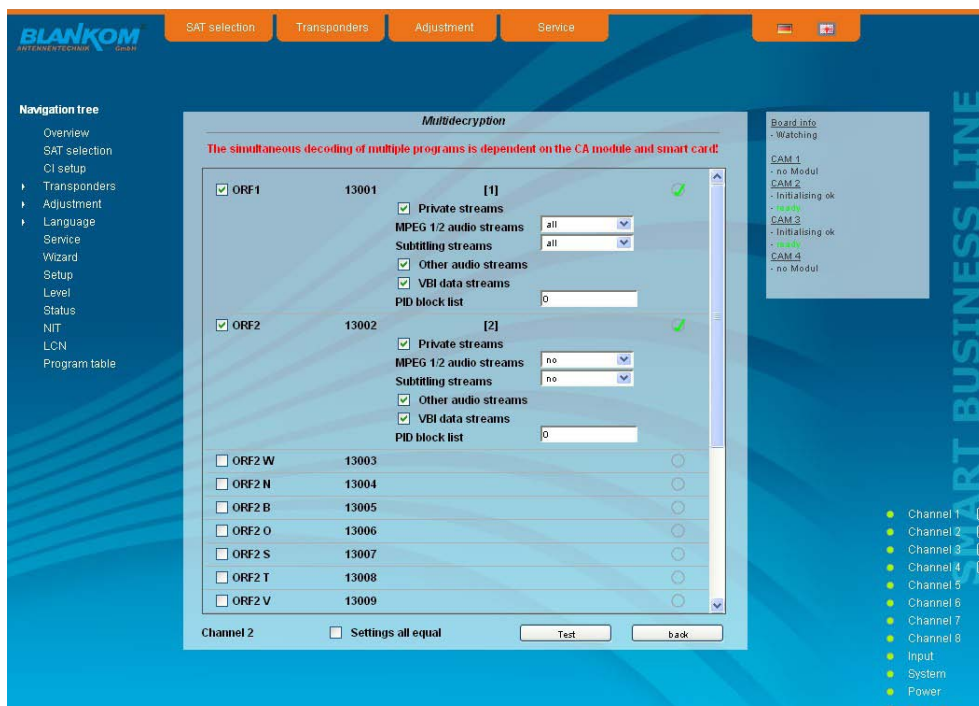 BLANKOM
ANTENNENTECHNIK GmbH
SAT selection
Transponders
Adjustment
Service
Navigation tree
Overview
SAT selection
CI setup
Transponders
Adjustment
Language
Service
Wizard
Setup
Level
Status
NIT
LCN
Program table
Multidecryption
The simultaneous decoding of multiple programs is dependent on the CA module and smart card!
ORF1 13001 [1]
Private streams
MPEG 1/2 audio streams all
Subtitling streams all
Other audio streams
VBI data streams
PID block list 0
ORF2 13002 [2]
Private streams
MPEG 1/2 audio streams no
Subtitling streams no
Other audio streams
VBI data streams
PID block list 0
ORF2 W 13003
ORF2 N 13004
ORF2 B 13005
ORF2 O 13006
ORF2 S 13007
ORF2 T 13008
ORF2 V 13009
Channel 2 Settings all equal Test back
Board info
- Watching
CAM 1
- no Modul
CAM 2
- Initialising ok
- ready
CAM 3
- Initialising ok
- ready
CAM 4
- no Modul
SMART BUSINESS LINE
Channel 1
Channel 2
Channel 3
Channel 4
Channel 5
Channel 6
Channel 7
Channel 8
Input
System
Power